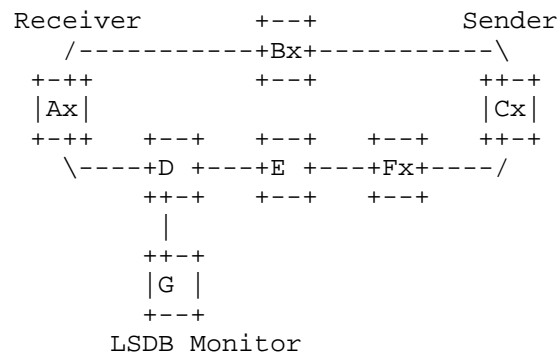 Receiver                +--+               Sender
    /-----------+Bx+-----------\
 +-++            +--+            ++-+
 |Ax|                              |Cx|
 +-++    +--+    +--+    +--+    ++-+
    \----+D +---+E +---+Fx+----/
         ++-+    +--+    +--+
          |
         ++-+
         |G |
         +--+
      LSDB Monitor